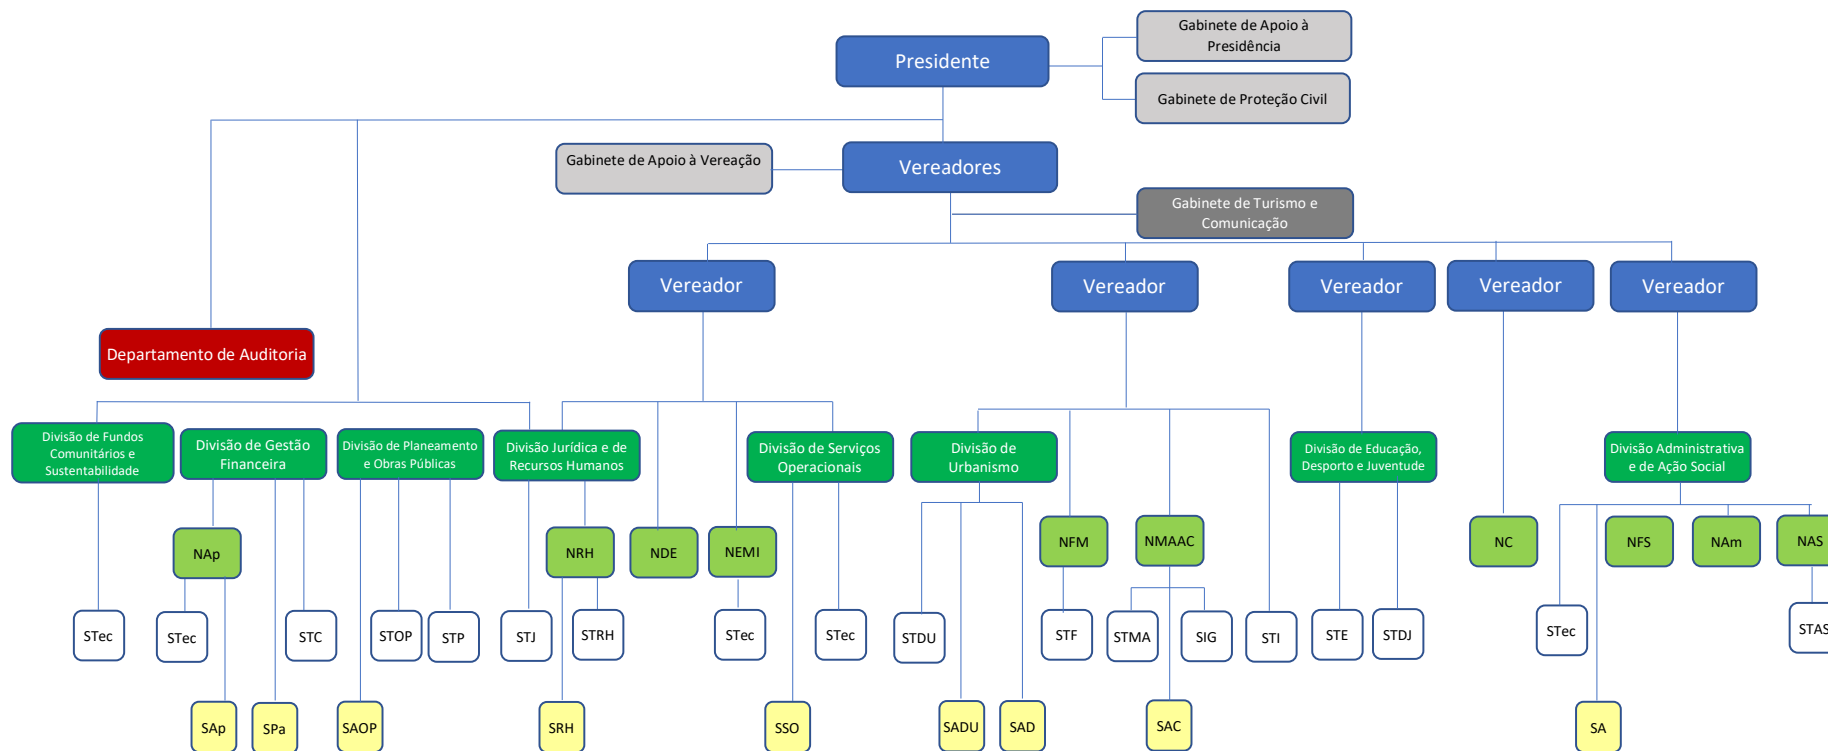 Gabinete de Apoio à
Presidência
Presidente
Gabinete de Proteção Civil
Gabinete de Apoio à Vereação
Vereadores
Gabinete de Turismo e
Comunicação
Vereador
Vereador
Vereador
Vereador
Vereador
Departamento de Auditoria
Divisão de Fundos
Comunitários e
Sustentabilidade
Divisão de Gestão
Financeira
Divisão de Planeamento
e Obras Públicas
Divisão Jurídica e de
Recursos Humanos
Divisão de Serviços
Operacionais
Divisão de
Urbanismo
Divisão de Educação,
Desporto e Juventude
Divisão Administrativa
e de Ação Social
NAp
NRH
NDE
NEMI
NFM
NMAAC
NC
NFS
NAm
NAS
STec
STec
STC
STOP
STP
STJ
STRH
STec
STec
STDU
STF
STMA
SIG
STI
STE
STDJ
STec
STAS
SAp
SPa
SAOP
SRH
SSO
SADU
SAD
SAC
SA